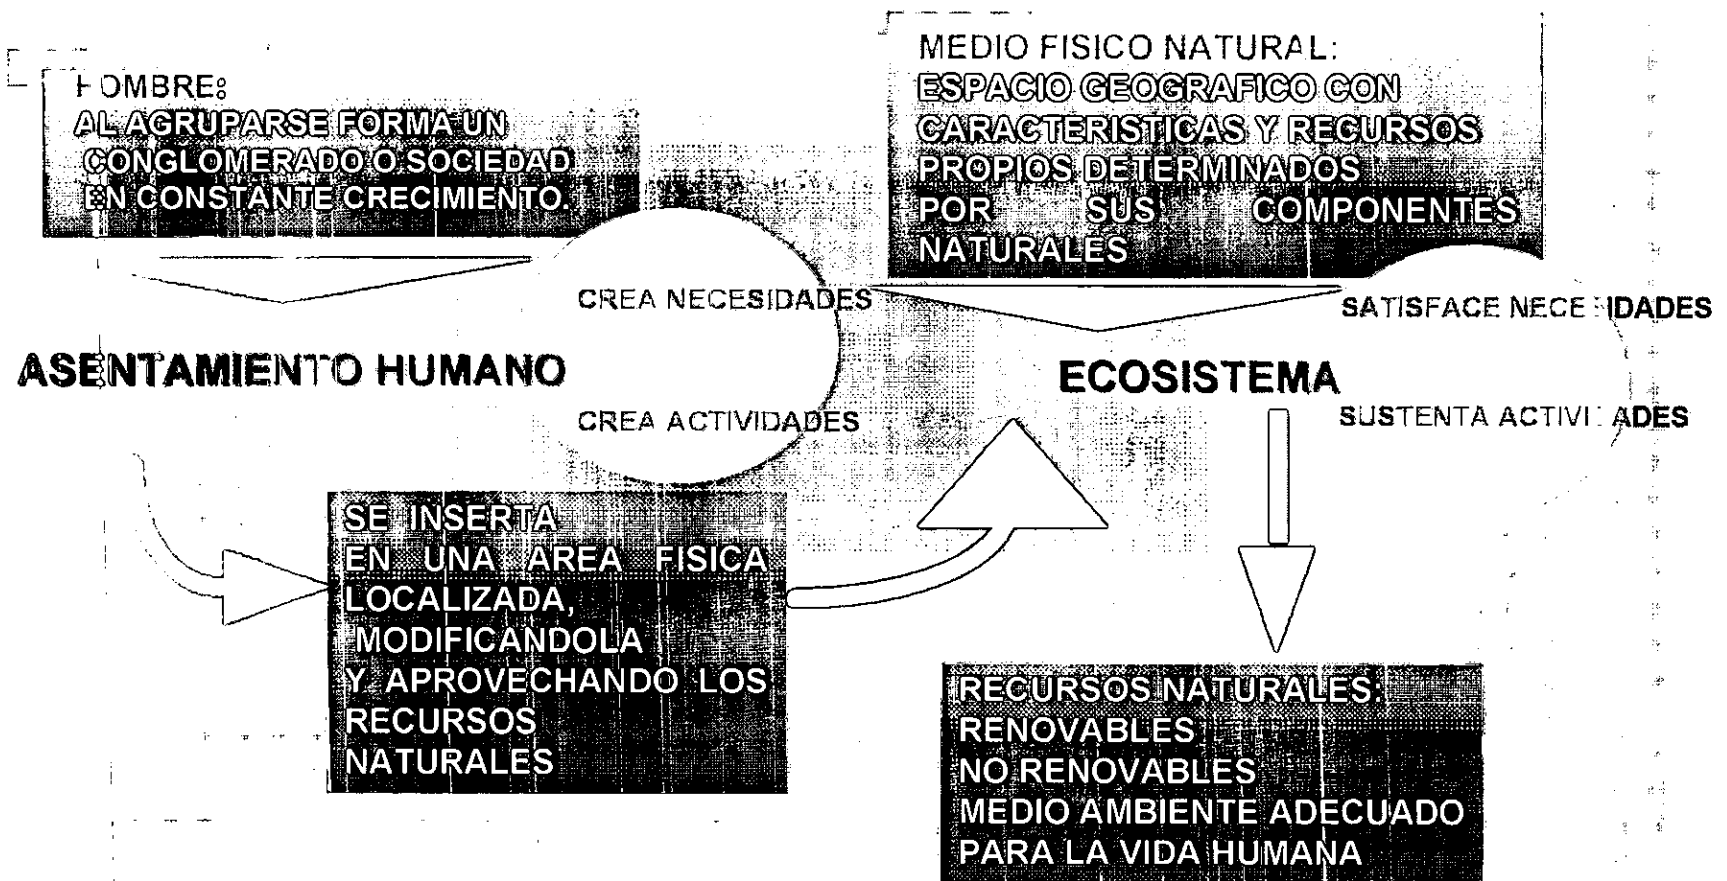 HOMBRE:
AL AGRUPARSE FORMA UN
CONGLOMERADO O SOCIEDAD
EN CONSTANTE CRECIMIENTO.
MEDIO FISICO NATURAL:
ESPACIO GEOGRAFICO CON
CARACTERISTICAS Y RECURSOS
PROPIOS DETERMINADOS
POR SUS COMPONENTES
NATURALES
CREA NECESIDADES
SATISFACE NECESIDADES
ASENTAMIENTO HUMANO
ECOSISTEMA
CREA ACTIVIDADES
SUSTENTA ACTIVIDADES
SE INSERTA
EN UNA AREA FISICA
LOCALIZADA,
MODIFICANDOLA
Y APROVECHANDO LOS
RECURSOS
NATURALES
RECURSOS NATURALES:
RENOVABLES
NO RENOVABLES
MEDIO AMBIENTE ADECUADO
PARA LA VIDA HUMANA